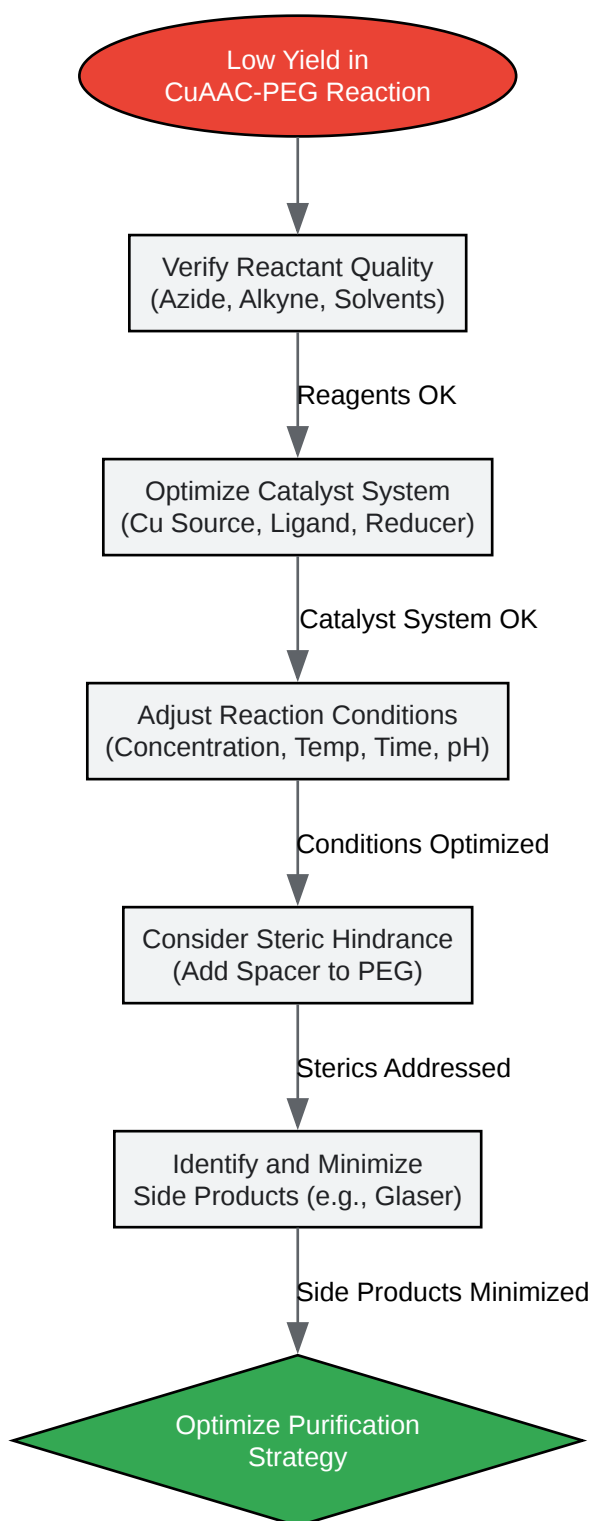 Low Yield in
CuAAC-PEG Reaction
Verify Reactant Quality
(Azide, Alkyne, Solvents)
Reagents OK
Optimize Catalyst System
(Cu Source, Ligand, Reducer)
Catalyst System OK
Adjust Reaction Conditions
(Concentration, Temp, Time, pH)
Conditions Optimized
Consider Steric Hindrance
(Add Spacer to PEG)
Sterics Addressed
Identify and Minimize
Side Products (e.g., Glaser)
Side Products Minimized
Optimize Purification
Strategy